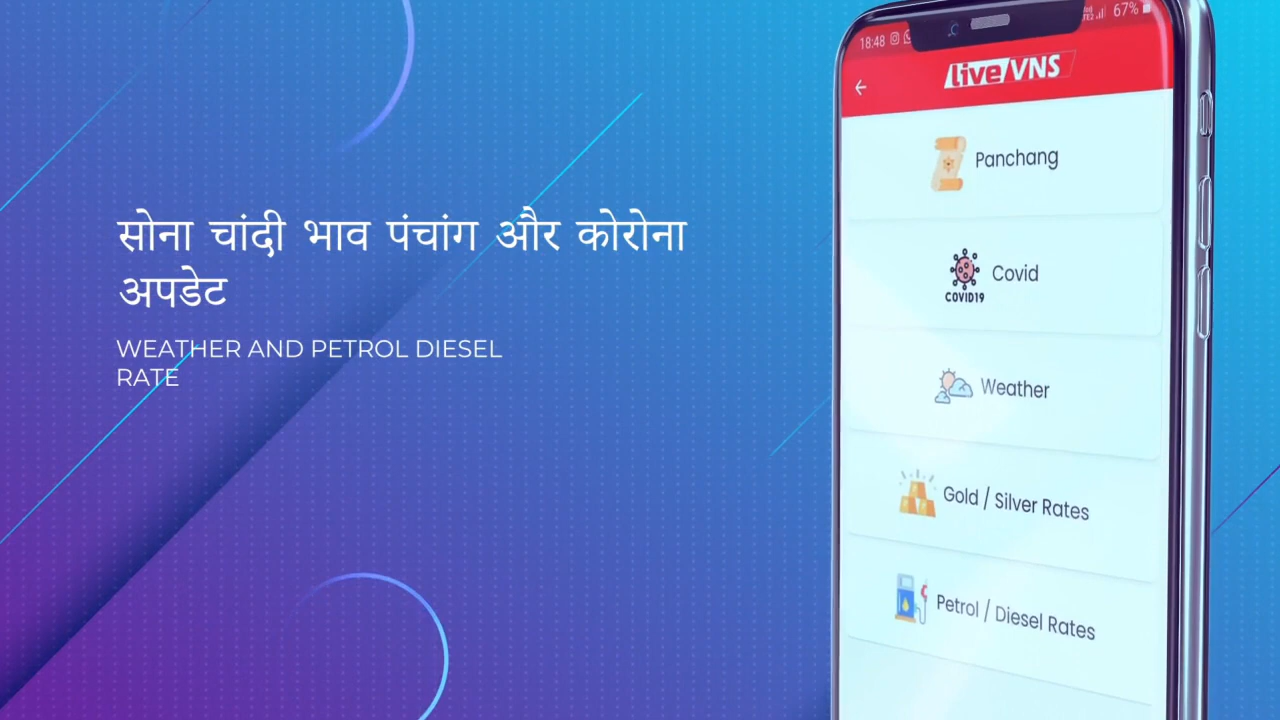 सोना चांदी भाव पंचांग और कोरोना
अपडेट
WEATHER AND PETROL DIESEL
RATE
18:48
67%
live VNS
Panchang
COVID19 Covid
Weather
Gold / Silver Rates
Petrol / Diesel Rates